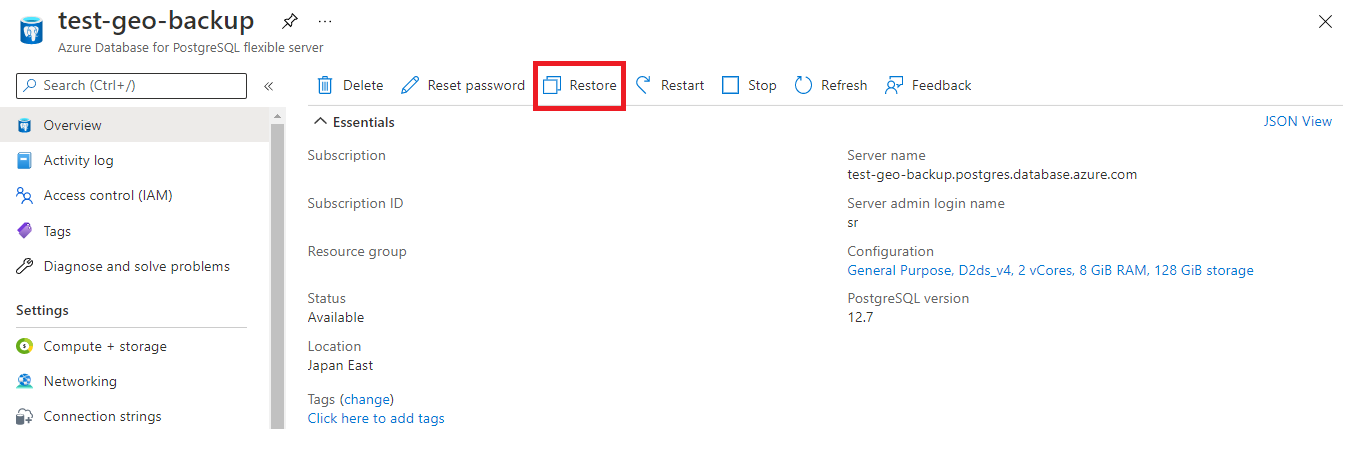 test-geo-backup
Azure Database for PostgreSQL flexible server
Search (Ctrl+/)
Overview
Activity log
Access control (IAM)
Tags
Diagnose and solve problems
Settings
Compute + storage
Networking
Connection strings
Delete
Reset password
Restore
Restart
Stop
Refresh
Feedback
Essentials
JSON View
Subscription
Subscription ID
Resource group
Status
Available
Location
Japan East
Tags (change)
Click here to add tags
Server name
test-geo-backup.postgres.database.azure.com
Server admin login name
sr
Configuration
General Purpose, D2ds_v4, 2 vCores, 8 GiB RAM, 128 GiB storage
PostgreSQL version
12.7